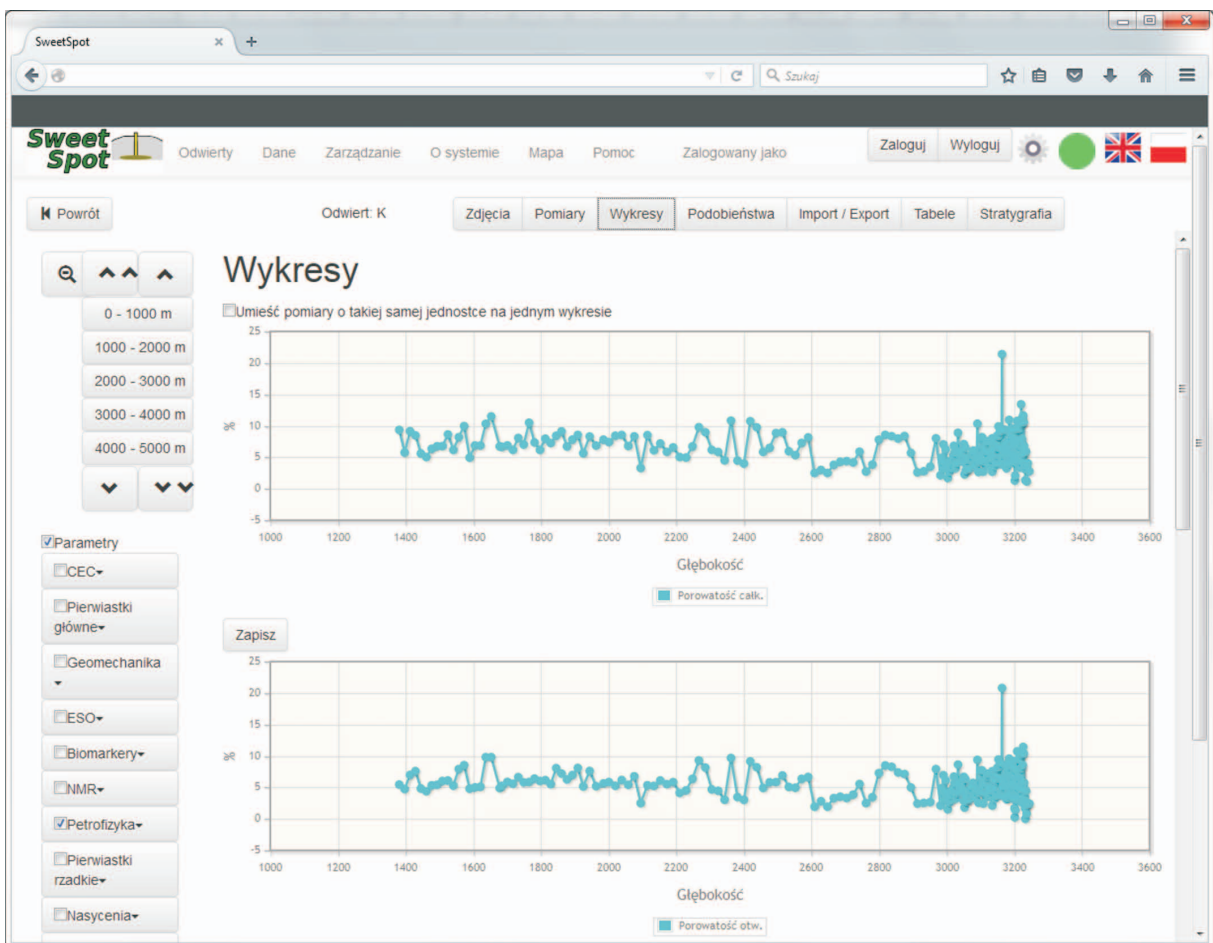 SweetSpot
Szukaj
Sweet Spot
Odwierty Dane Zarządzanie O systemie Mapa Pomoc Zalogowany jako Zaloguj Wyloguj
Powrót Odwiert: K Zdjęcia Pomiary Wykresy Podobieństwa Import / Export Tabele Stratygrafia
0 - 1000 m
1000 - 2000 m
2000 - 3000 m
3000 - 4000 m
4000 - 5000 m
Parametry
CEC
Pierwiastki
główne
Geomechanika
ESO
Biomarkery
NMR
Petrofizyka
Pierwiastki
rzadkie
Nasycenia
Wykresy
Umieść pomiary o takiej samej jednostce na jednym wykresie
25
20
15
10
5
0
-5
%
1000 1200 1400 1600 1800 2000 2200 2400 2600 2800 3000 3200 3400 3600
Głębokość
Porowatość całk.
Zapisz
25
20
15
10
5
0
-5
%
1000 1200 1400 1600 1800 2000 2200 2400 2600 2800 3000 3200 3400 3600
Głębokość
Porowatość otw.